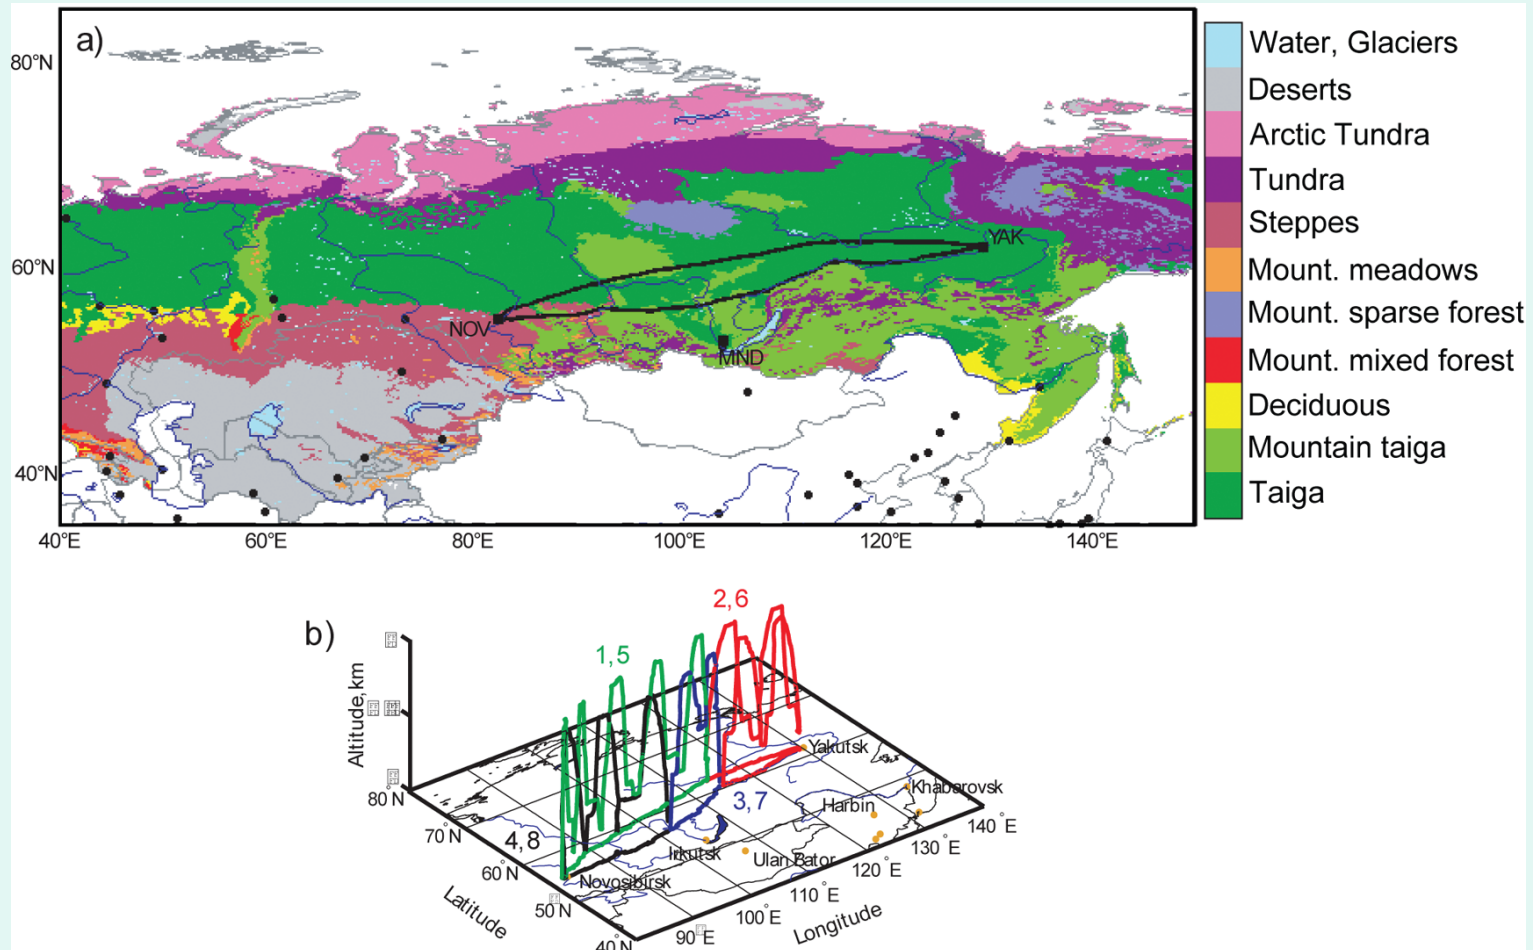 a)
80°N
60°N
40°N
40°E
60°E
80°E
100°E
120°E
140°E
NOV
YAK
MND
Water, Glaciers
Deserts
Arctic Tundra
Tundra
Steppes
Mount. meadows
Mount. sparse forest
Mount. mixed forest
Deciduous
Mountain taiga
Taiga
b)
Altitude,km
1,5
2,6
3,7
4,8
Yakutsk
Khabarovsk
Harbin
Irkutsk
Ulan Bator
Novosibirsk
80°N
70°N
60°N
50°N
40°N
Latitude
90°E
100°E
110°E
120°E
130°E
140°E
Longitude